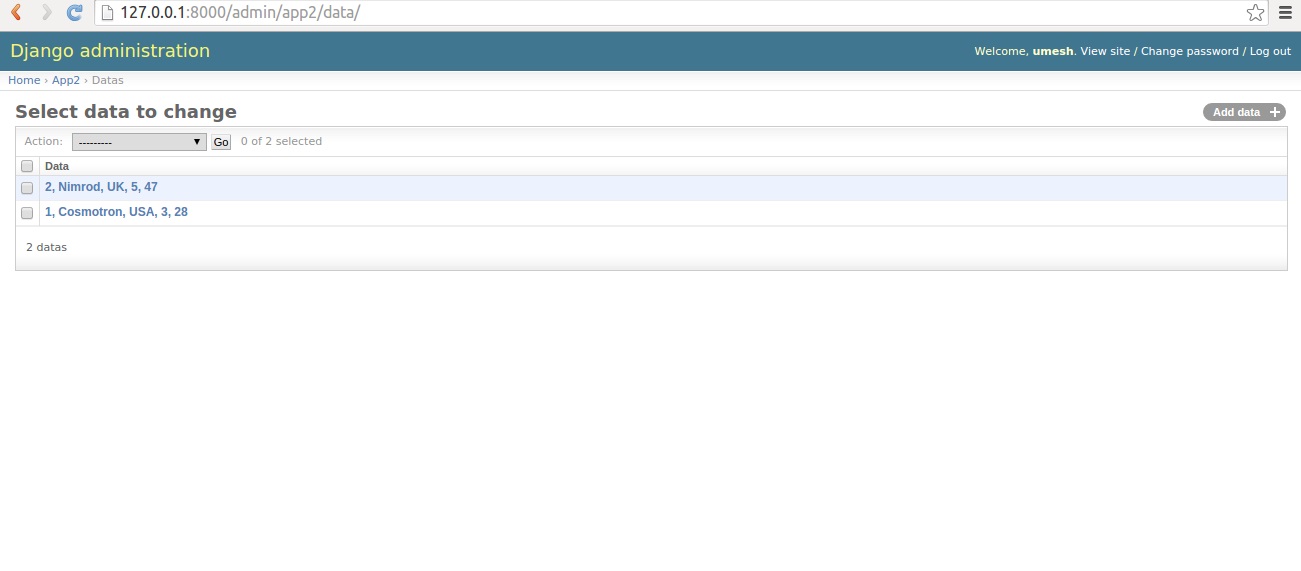 127.0.0.1:8000/admin/app2/data/
Django administration
Welcome, umesh. View site / Change password / Log out
Home › App2 › Datas
Select data to change
Add data +
Action: --------- Go 0 of 2 selected
Data
2, Nimrod, UK, 5, 47
1, Cosmotron, USA, 3, 28
2 datas